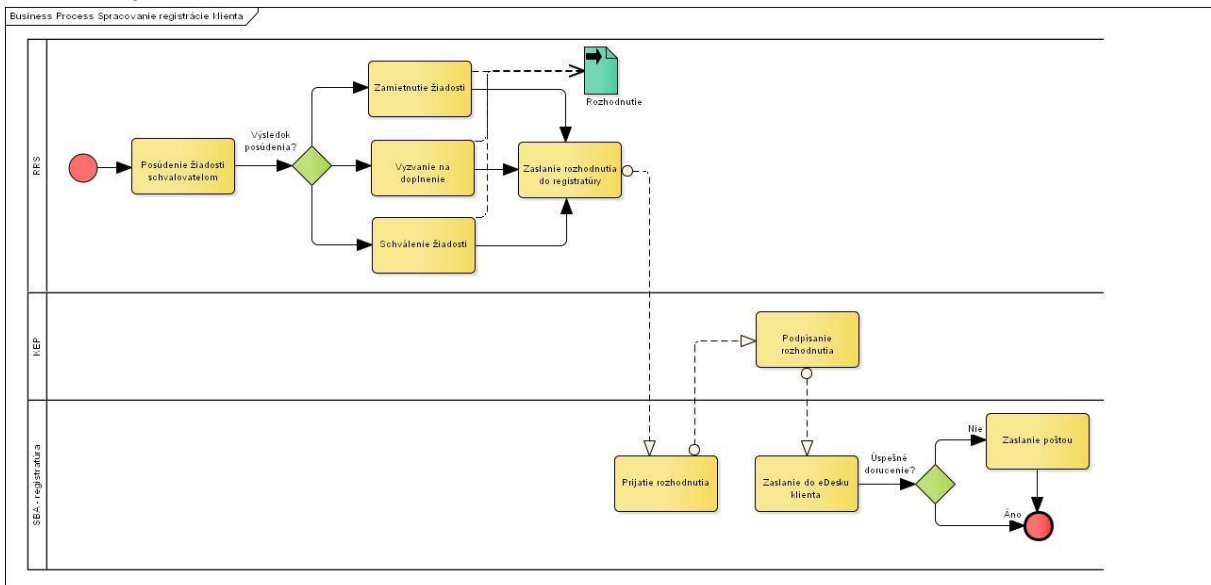 Business Process Spracovanie registrácie klienta
RRS
Posúdenie žiadosti
schvalovatelom
Výsledok
posúdenia?
Zamietnutie žiadosti
Vyzvanie na
doplnenie
Schválenie žiadosti
Rozhodnutie
Zaslanie rozhodnutia
do registratúry
KEP
Podpísanie
rozhodnutia
SBA - registratúra
Prijatie rozhodnutia
Zaslanie do eDesku
klienta
Úspešné
dorucenie?
Nie
Zaslanie poštou
Áno